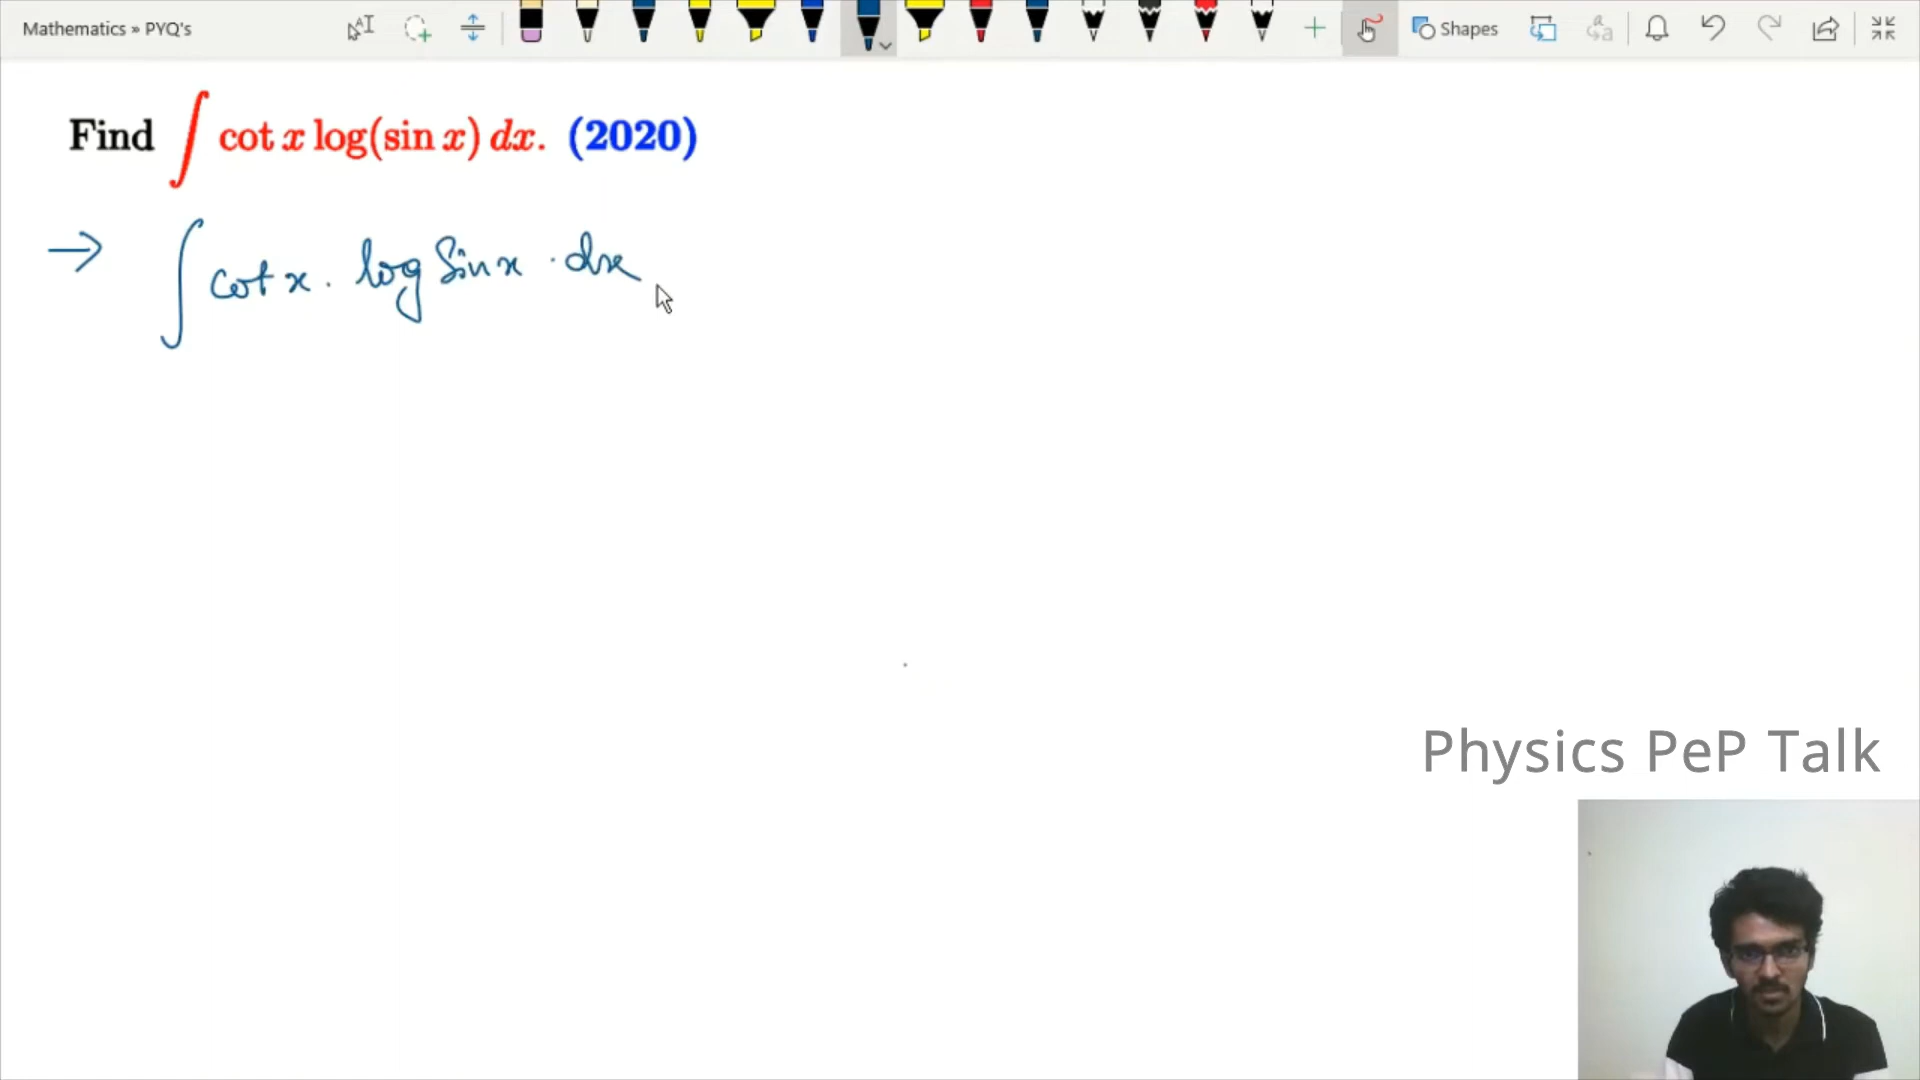 Mathematics » PYQ's
Shapes
Find ∫ cot x log(sin x) dx. (2020)
→ ∫ cot x . log Sin x . dx
Physics PeP Talk